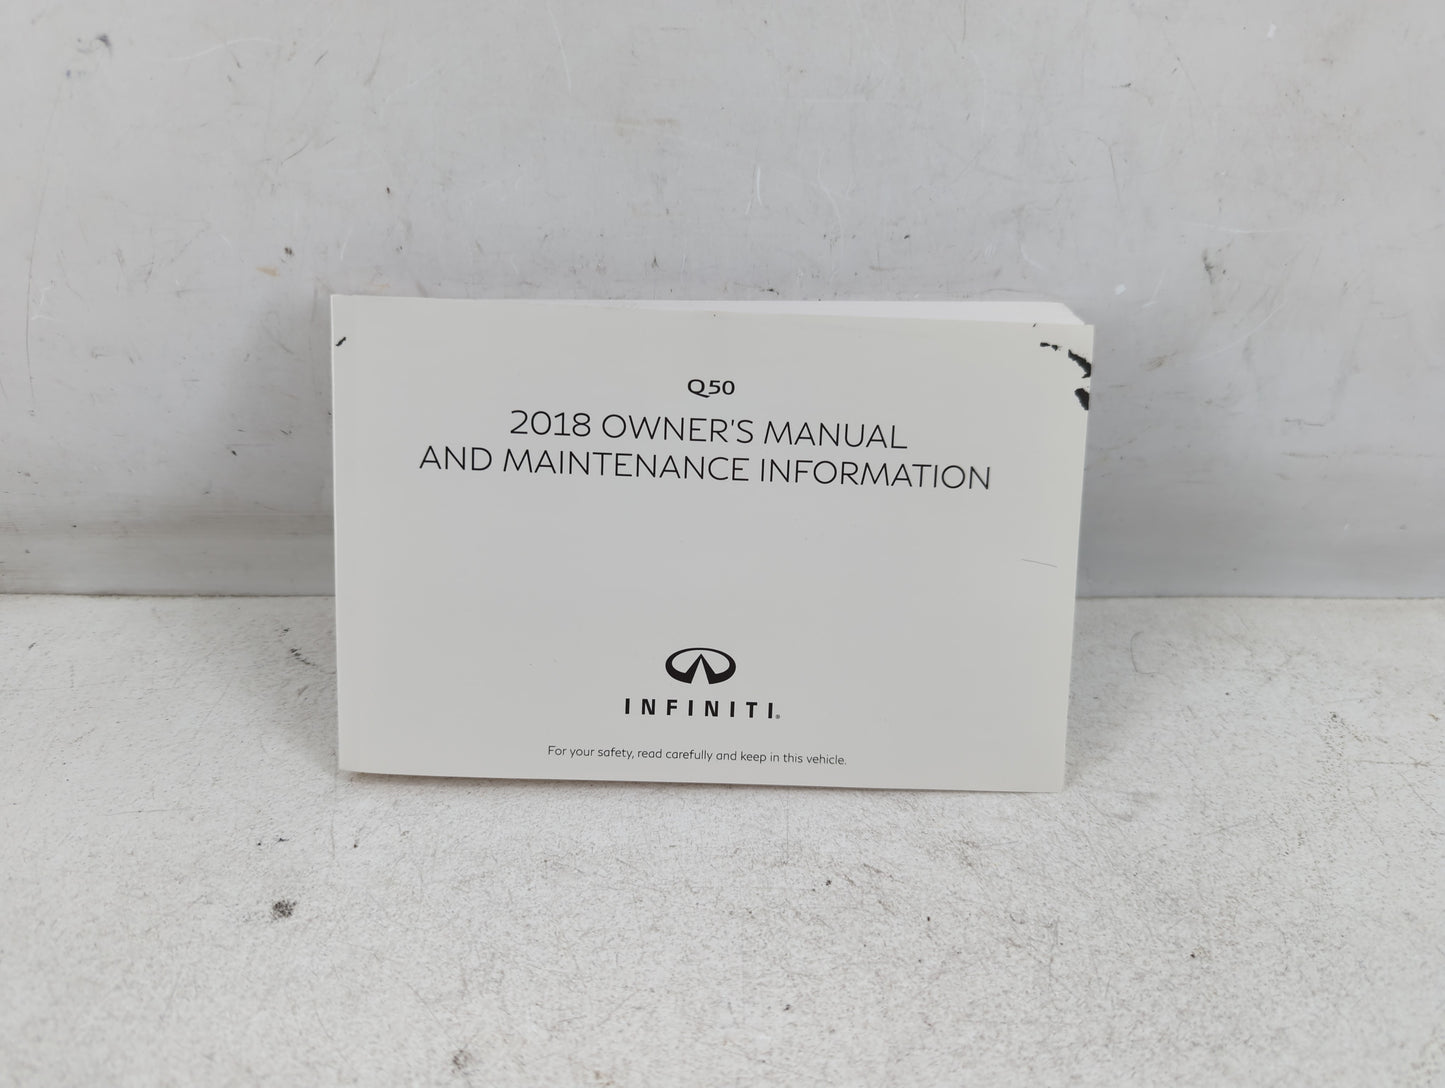 Q50
2018 OWNER'S MANUAL
AND MAINTENANCE INFORMATION
INFINITI®
For your safety, read carefully and keep in this vehicle.